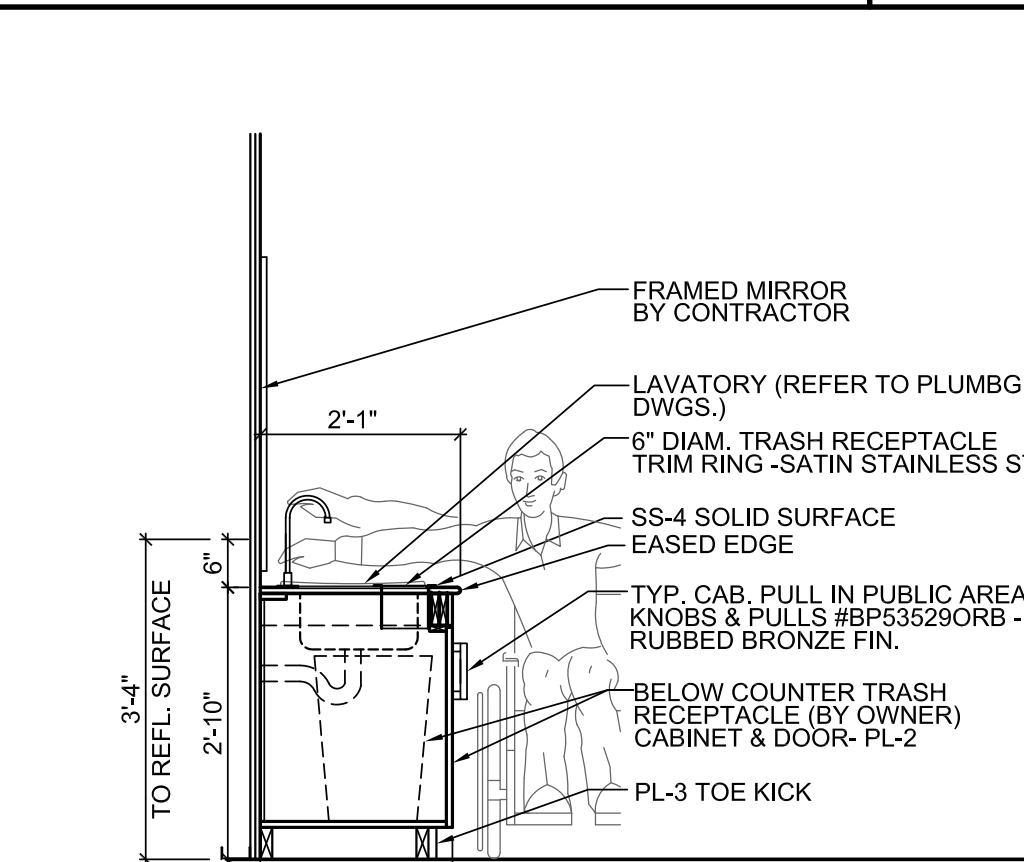 FRAMED MIRROR
BY CONTRACTOR
LAVATORY (REFER TO PLUMBG
DWGS.)
2'-1"
6" DIAM. TRASH RECEPTACLE
TRIM RING -SATIN STAINLESS
SS-4 SOLID SURFACE
EASED EDGE
6"
TYP. CAB. PULL IN PUBLIC AREA
KNOBS & PULLS #BP53529ORB -
RUBBED BRONZE FIN.
3'-4"
TO REFL. SURFACE
2'-10"
BELOW COUNTER TRASH
RECEPTACLE (BY OWNER)
CABINET & DOOR- PL-2
PL-3 TOE KICK